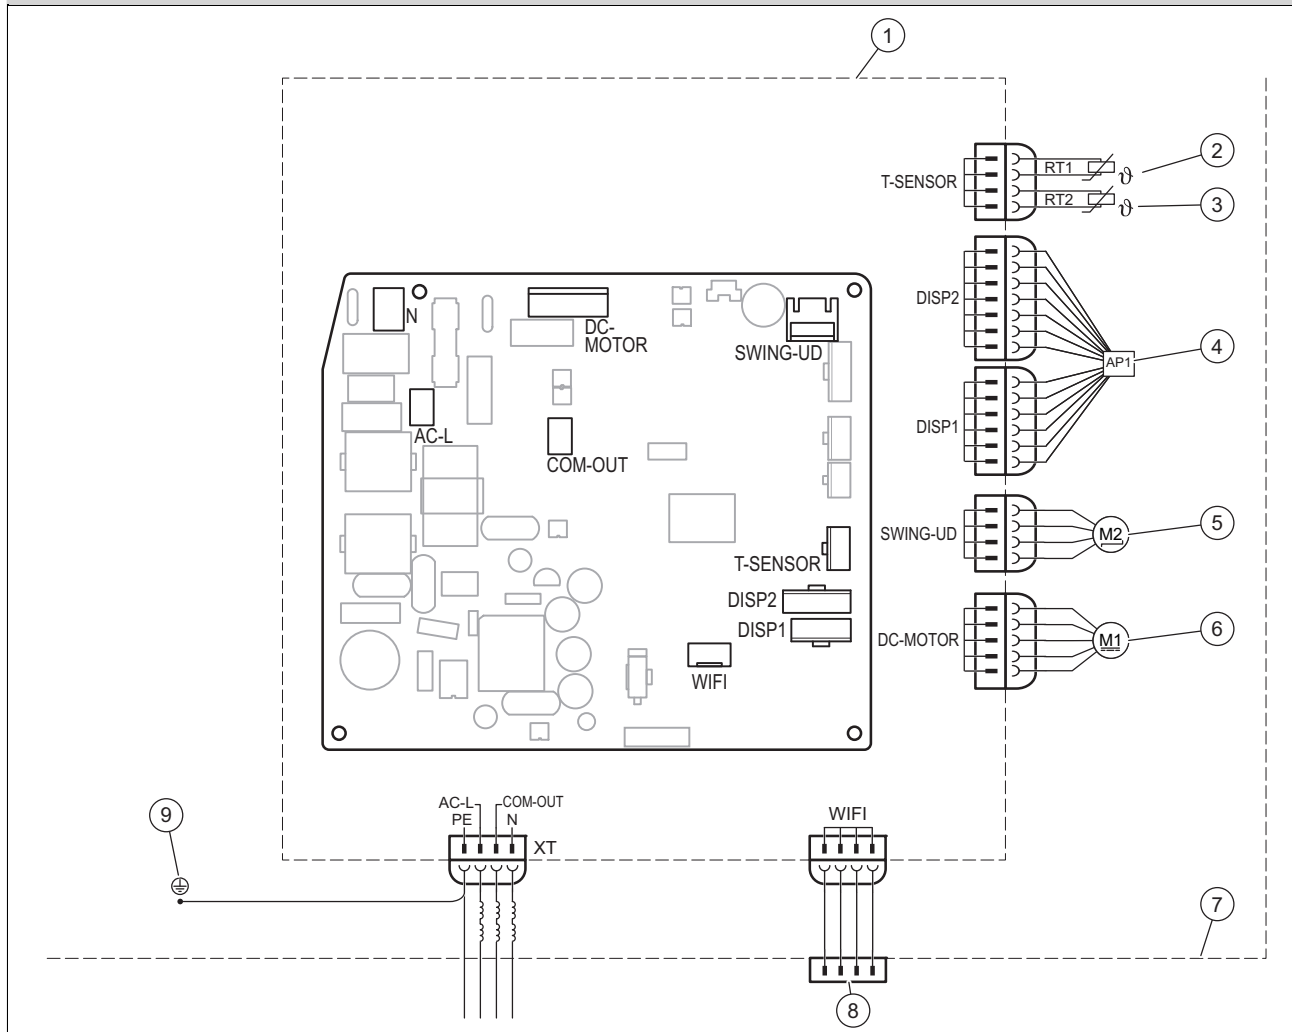 1
2
T-SENSOR
RT1
ϑ
RT2
ϑ
3
DISP2
N
DC-
MOTOR
SWING-UD
AP1
4
AC-L
DISP1
COM-OUT
SWING-UD
M2
5
T-SENSOR
DISP2
DISP1
DC-MOTOR
M1
6
WIFI
9
AC-L
COM-OUT
PE
N
XT
WIFI
7
8